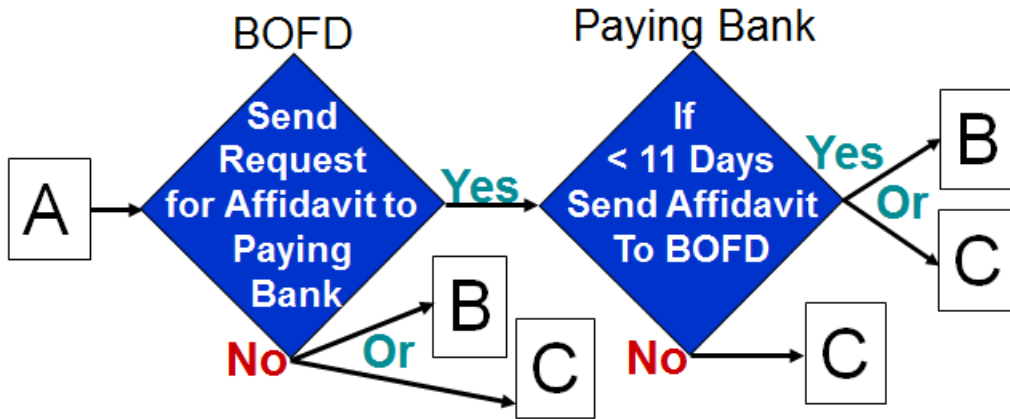 BOFD
Paying Bank
A
Send
Request
for Affidavit to
Paying
Bank
Yes
If
< 11 Days
Send Affidavit
To BOFD
Yes
B
Or
C
No
B
Or
C
No
C